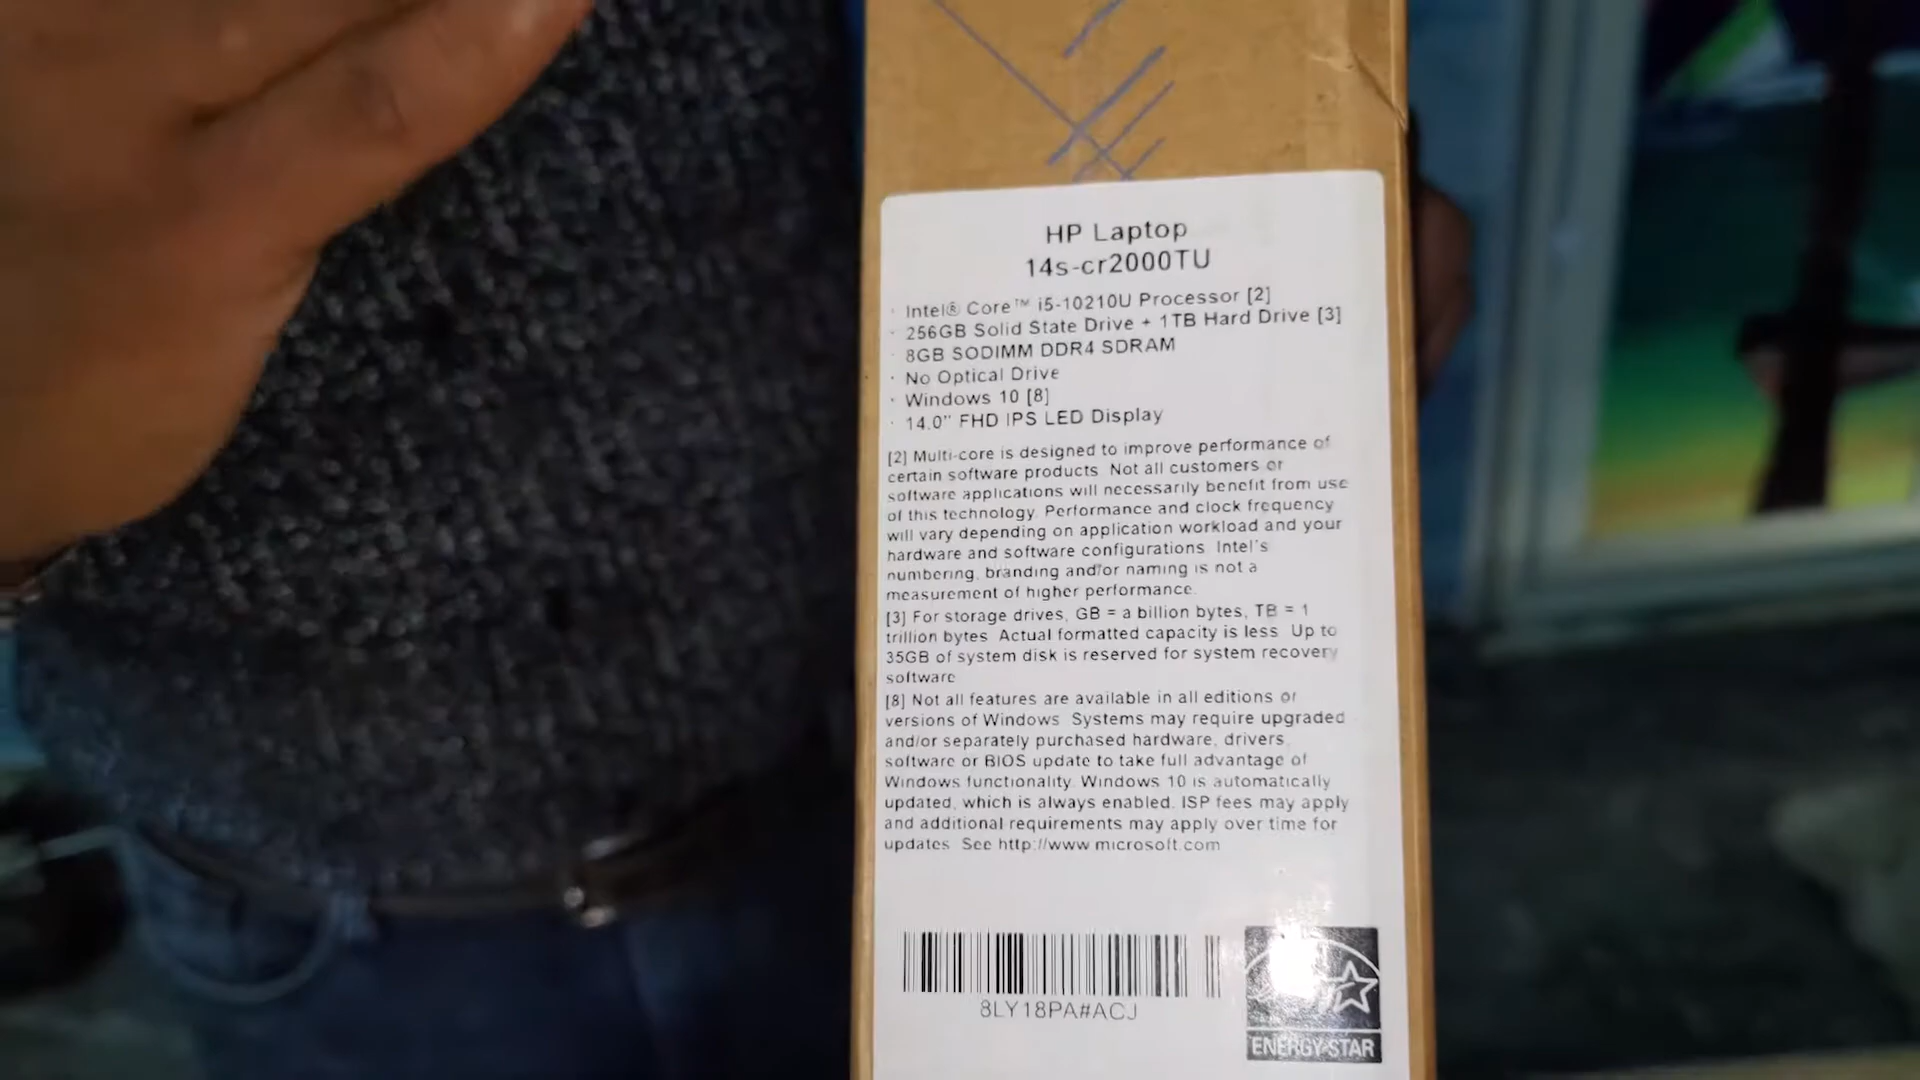 HP Laptop
14s-cr2000TU
· Intel® Core™ i5-10210U Processor [2]
· 256GB Solid State Drive + 1TB Hard Drive [3]
· 8GB SODIMM DDR4 SDRAM
· No Optical Drive
· Windows 10 [8]
· 14.0" FHD IPS LED Display
[2] Multi-core is designed to improve performance of
certain software products. Not all customers or
software applications will necessarily benefit from use
of this technology. Performance and clock frequency
will vary depending on application workload and your
hardware and software configurations. Intel's
numbering, branding and/or naming is not a
measurement of higher performance.
[3] For storage drives, GB = a billion bytes, TB = 1
trillion bytes. Actual formatted capacity is less. Up to
35GB of system disk is reserved for system recovery
software
[8] Not all features are available in all editions or
versions of Windows. Systems may require upgraded
and/or separately purchased hardware, drivers,
software or BIOS update to take full advantage of
Windows functionality. Windows 10 is automatically
updated, which is always enabled. ISP fees may apply
and additional requirements may apply over time for
updates. See http://www.microsoft.com
8LY18PA#ACJ
ENERGY STAR